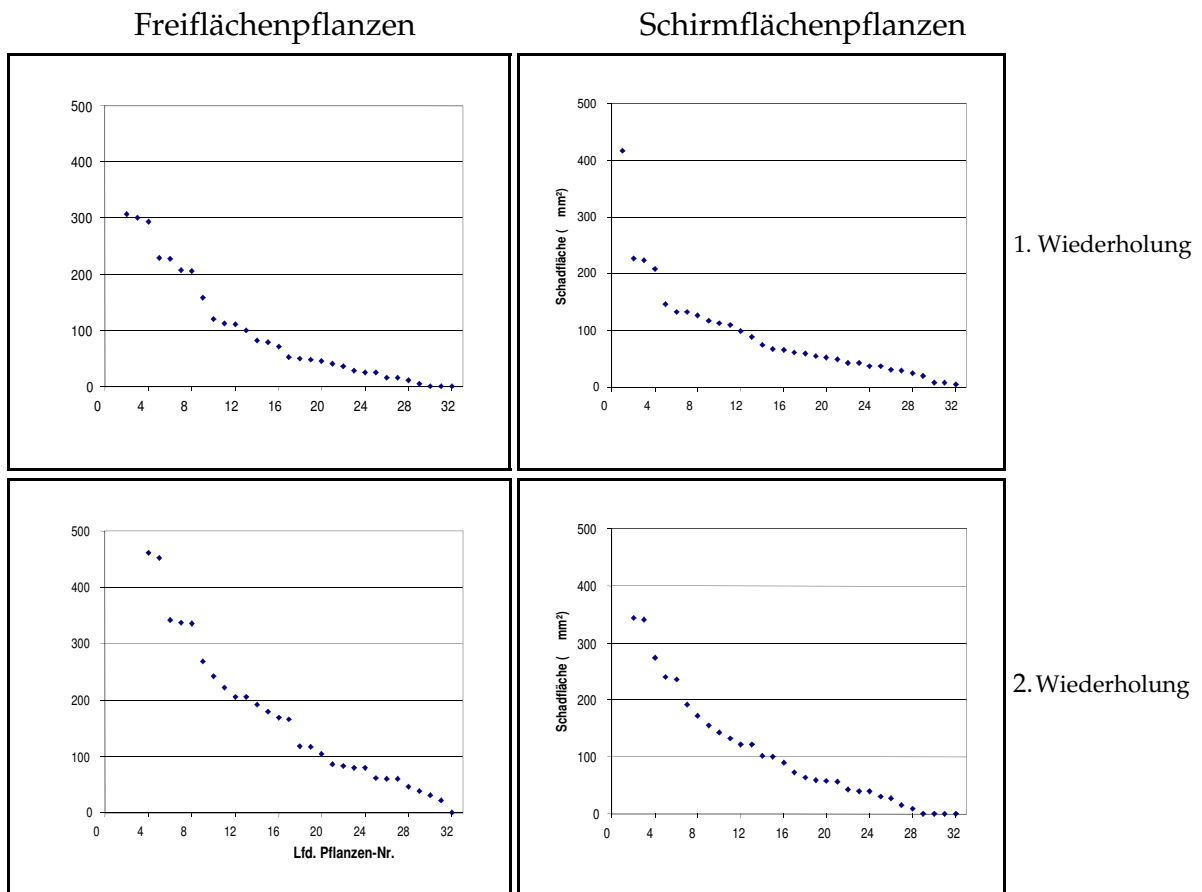 Freiflächenpflanzen
Schirmflächenpflanzen
500
400
300
200
100
0
0 4 8 12 16 20 24 28 32
Schadfläche ( mm²)
500
400
300
200
100
0
0 4 8 12 16 20 24 28 32
1. Wiederholung
500
400
300
200
100
0
0 4 8 12 16 20 24 28 32
Lfd. Pflanzen-Nr.
Schadfläche ( mm²)
500
400
300
200
100
0
0 4 8 12 16 20 24 28 32
2. Wiederholung